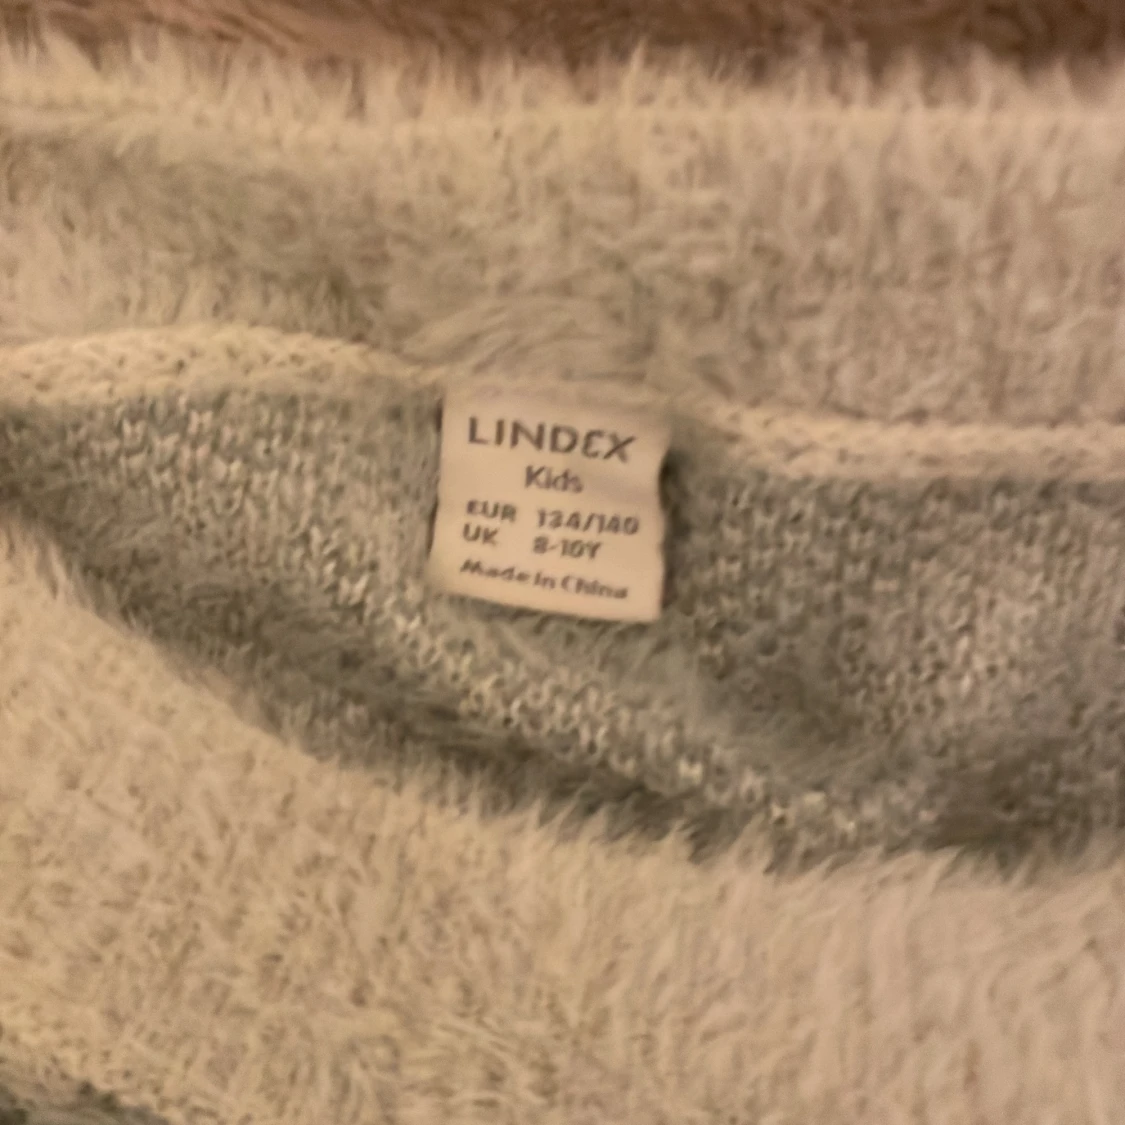 LINDEX
Kids
EUR 134/140
UK 8-10Y
Made in China